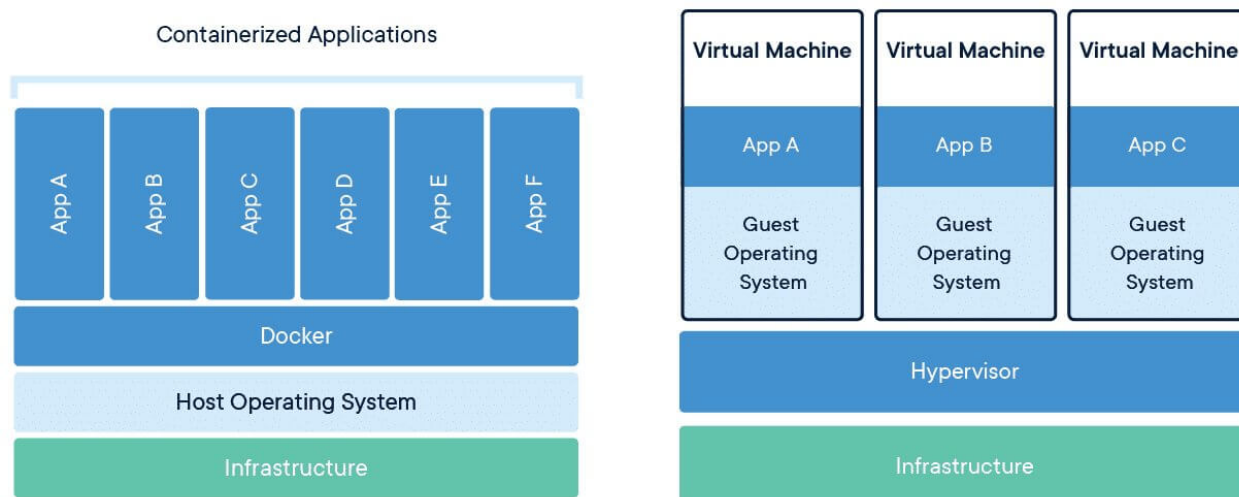 Containerized Applications
App A
App B
App C
App D
App E
App F
Docker
Host Operating System
Infrastructure
Virtual Machine
App A
Guest
Operating
System
Virtual Machine
App B
Guest
Operating
System
Virtual Machine
App C
Guest
Operating
System
Hypervisor
Infrastructure